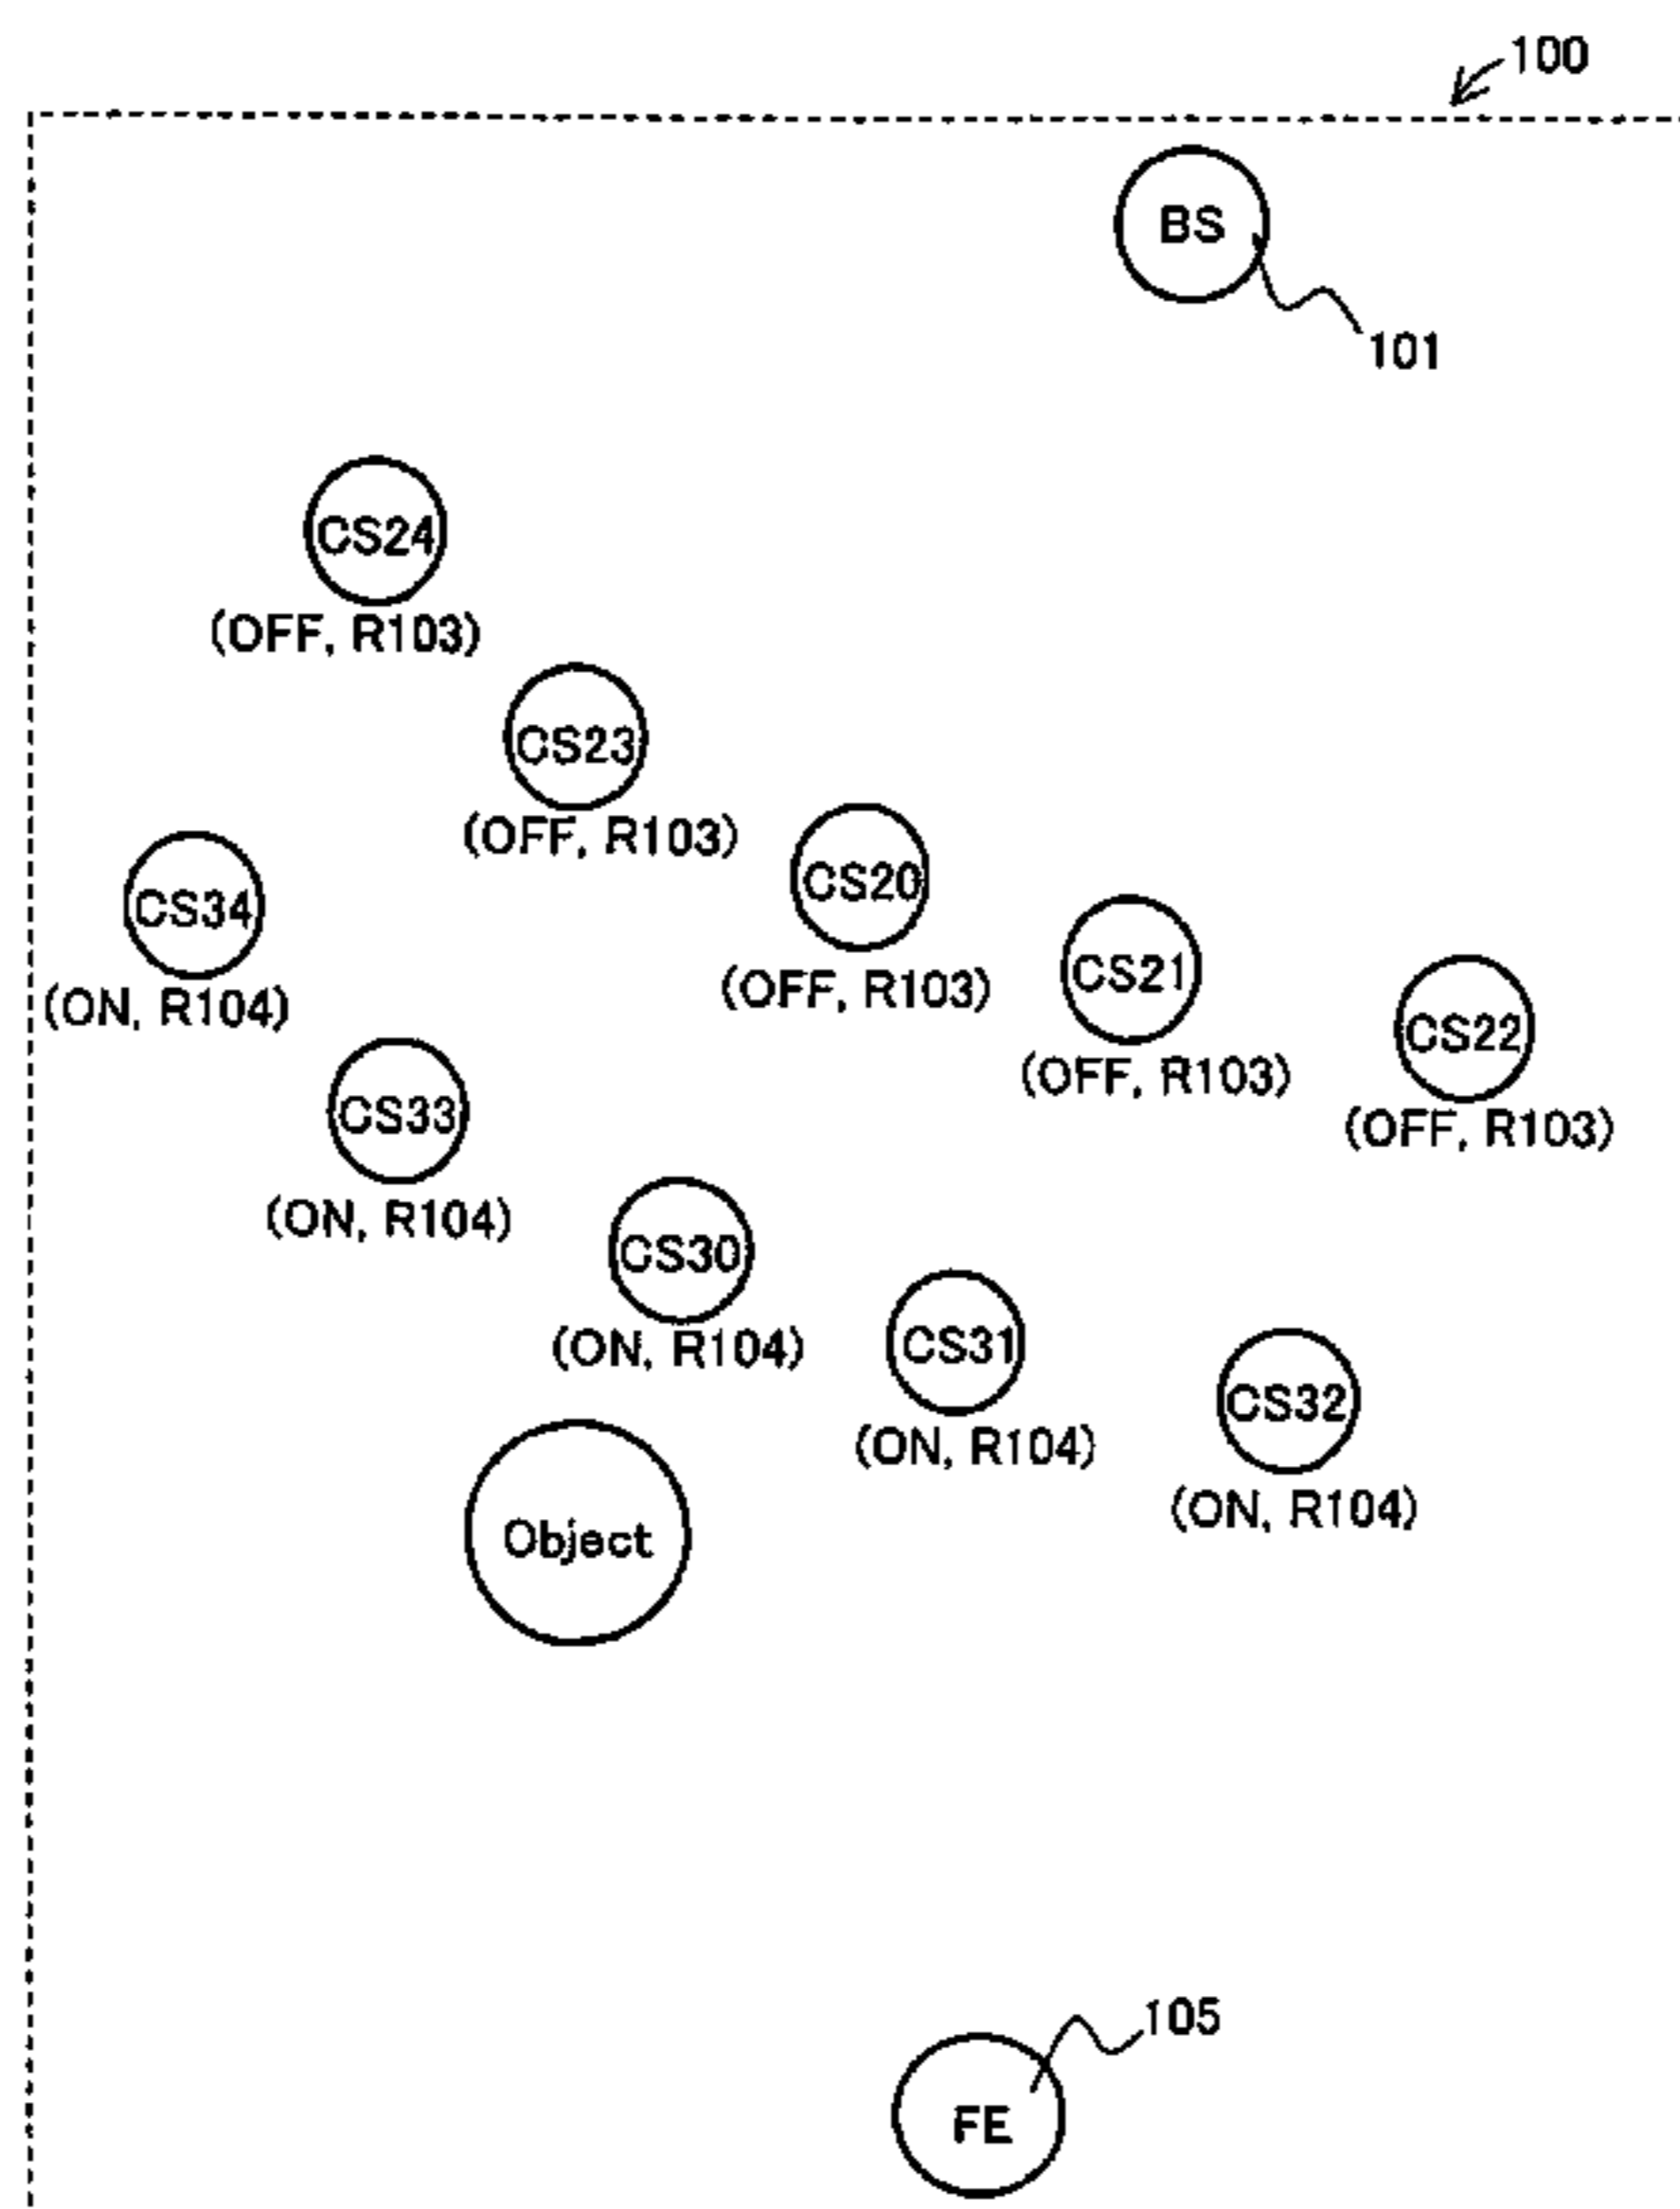 100
BS
101
CS24
(OFF, R103)
CS23
(OFF, R103)
CS20
(OFF, R103)
CS21
(OFF, R103)
CS22
(OFF, R103)
CS34
(ON, R104)
CS33
(ON, R104)
CS30
(ON, R104)
CS31
(ON, R104)
CS32
(ON, R104)
Object
105
FE